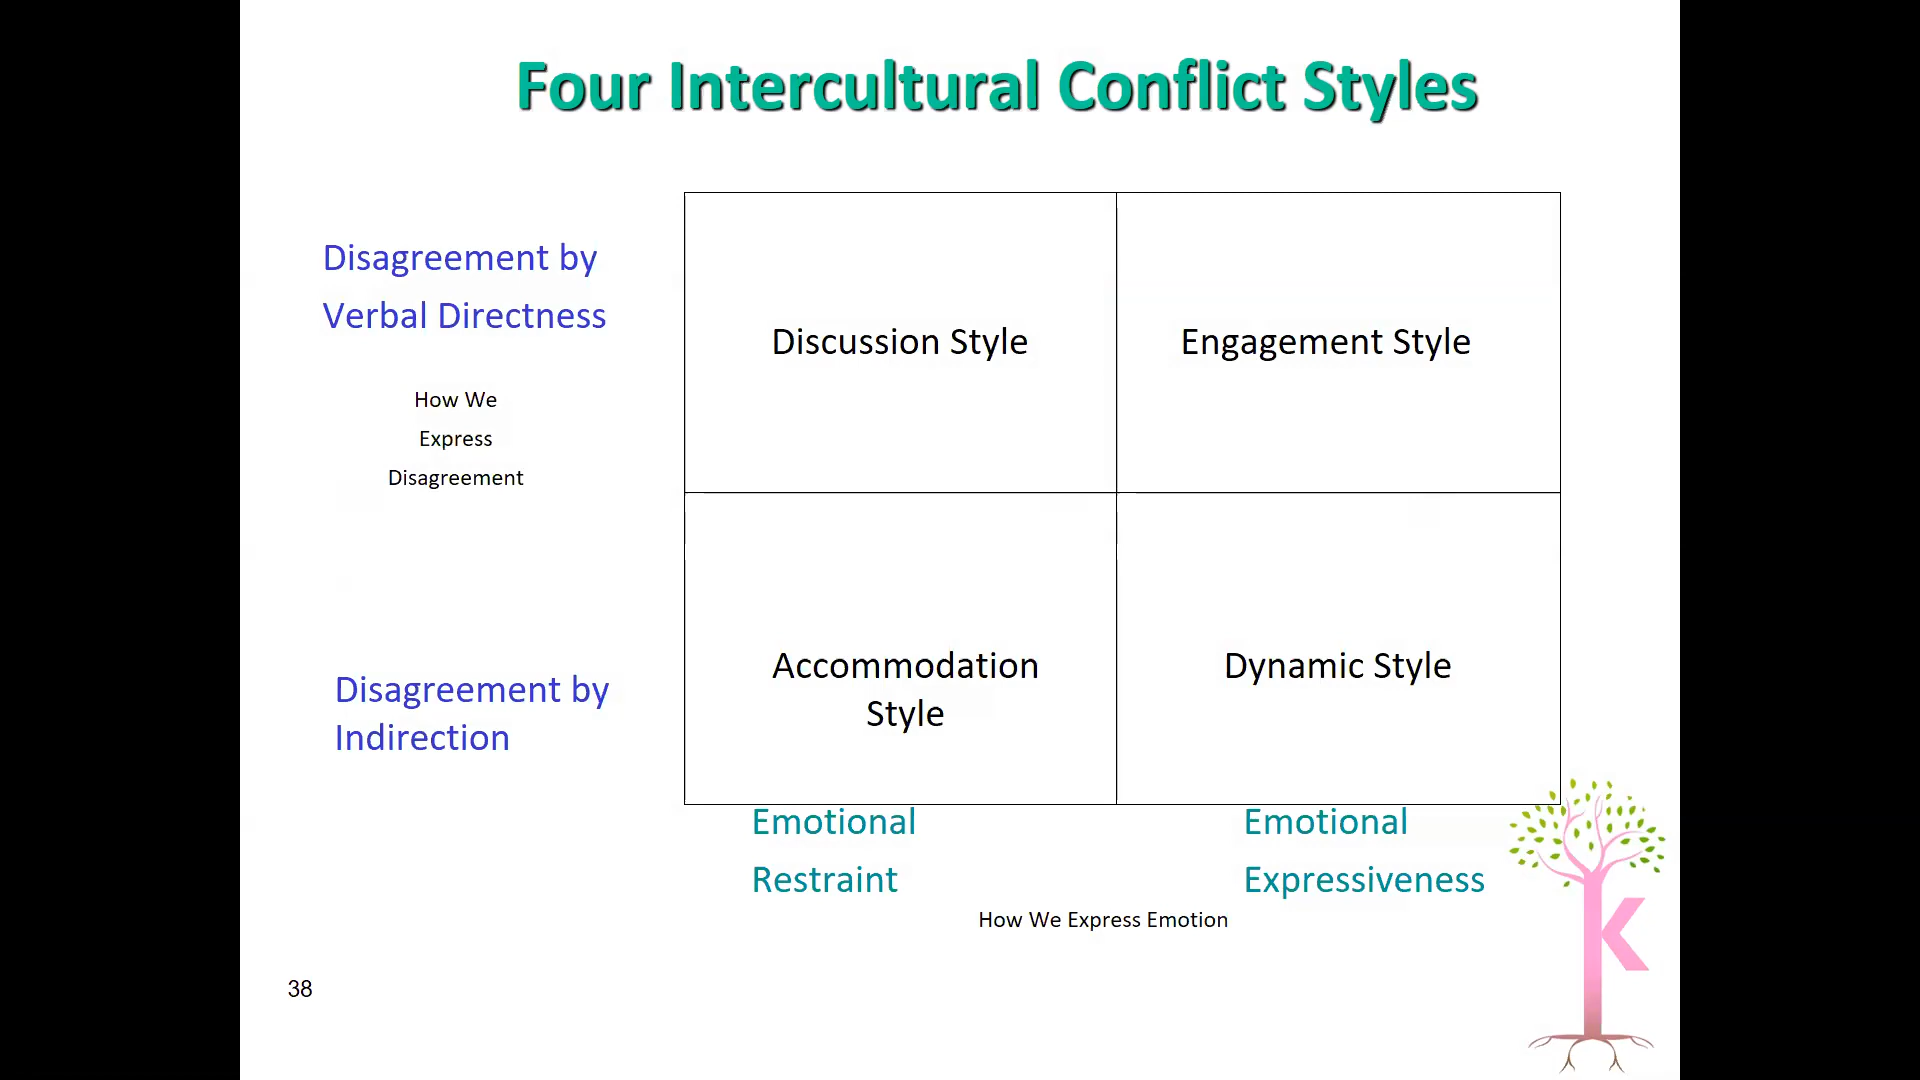 Four Intercultural Conflict Styles
Disagreement by
Verbal Directness
How We
Express
Disagreement
Discussion Style
Engagement Style
Disagreement by
Indirection
Accommodation
Style
Dynamic Style
Emotional
Restraint
Emotional
Expressiveness
How We Express Emotion
38
K